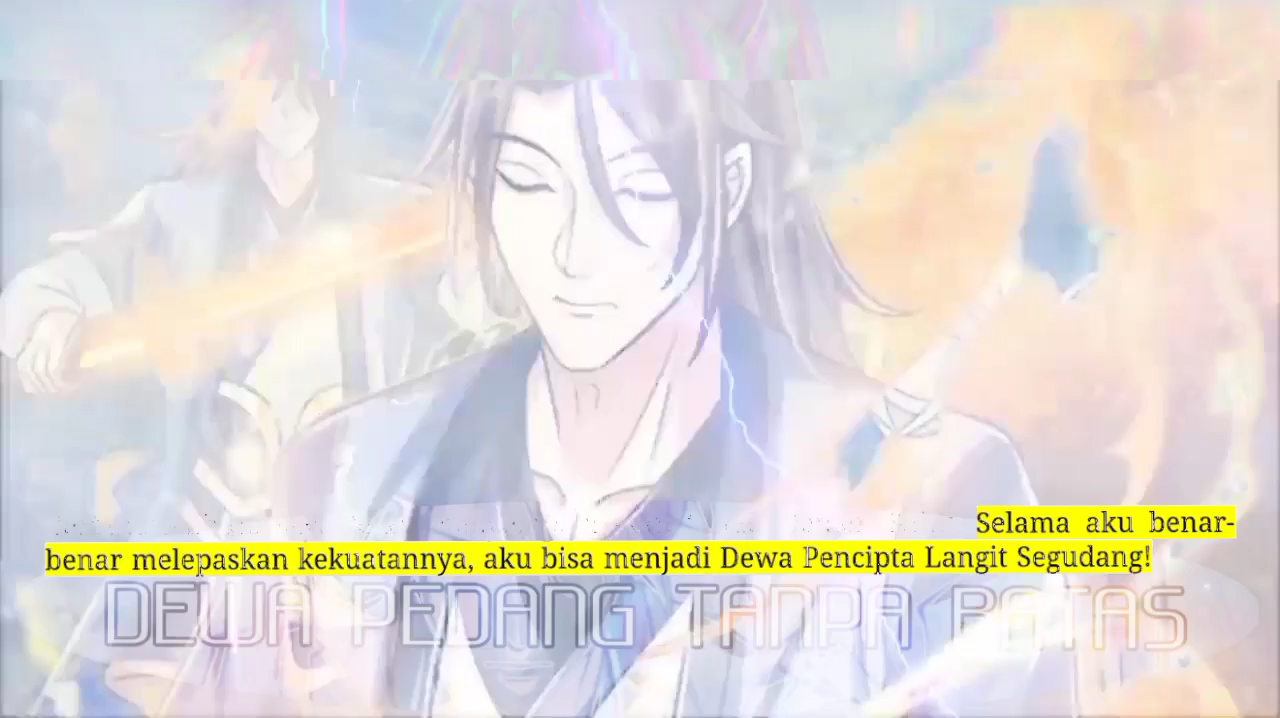 Selama aku benar-
benar melepaskan kekuatannya, aku bisa menjadi Dewa Pencipta Langit Segudang!
DEWA PEDANG TANPA BATAS